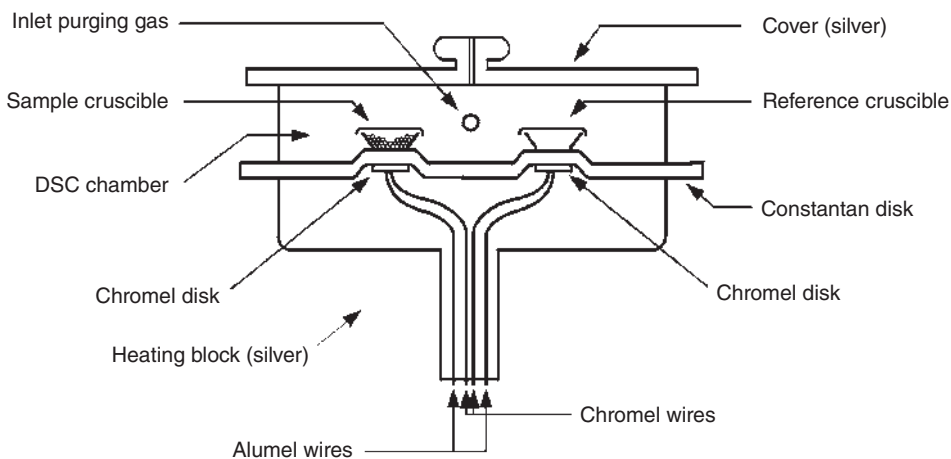 Inlet purging gas
Cover (silver)
Sample cruscible
Reference cruscible
DSC chamber
Constantan disk
Chromel disk
Chromel disk
Heating block (silver)
Chromel wires
Alumel wires